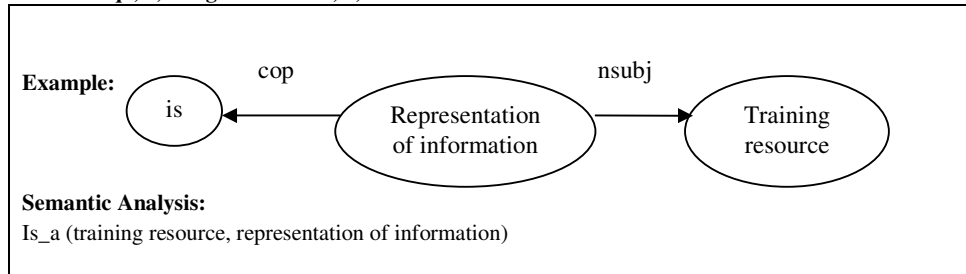 cop nsubj
Example:
is
Representation
of information
Training
resource
Semantic Analysis:
Is_a (training resource, representation of information)